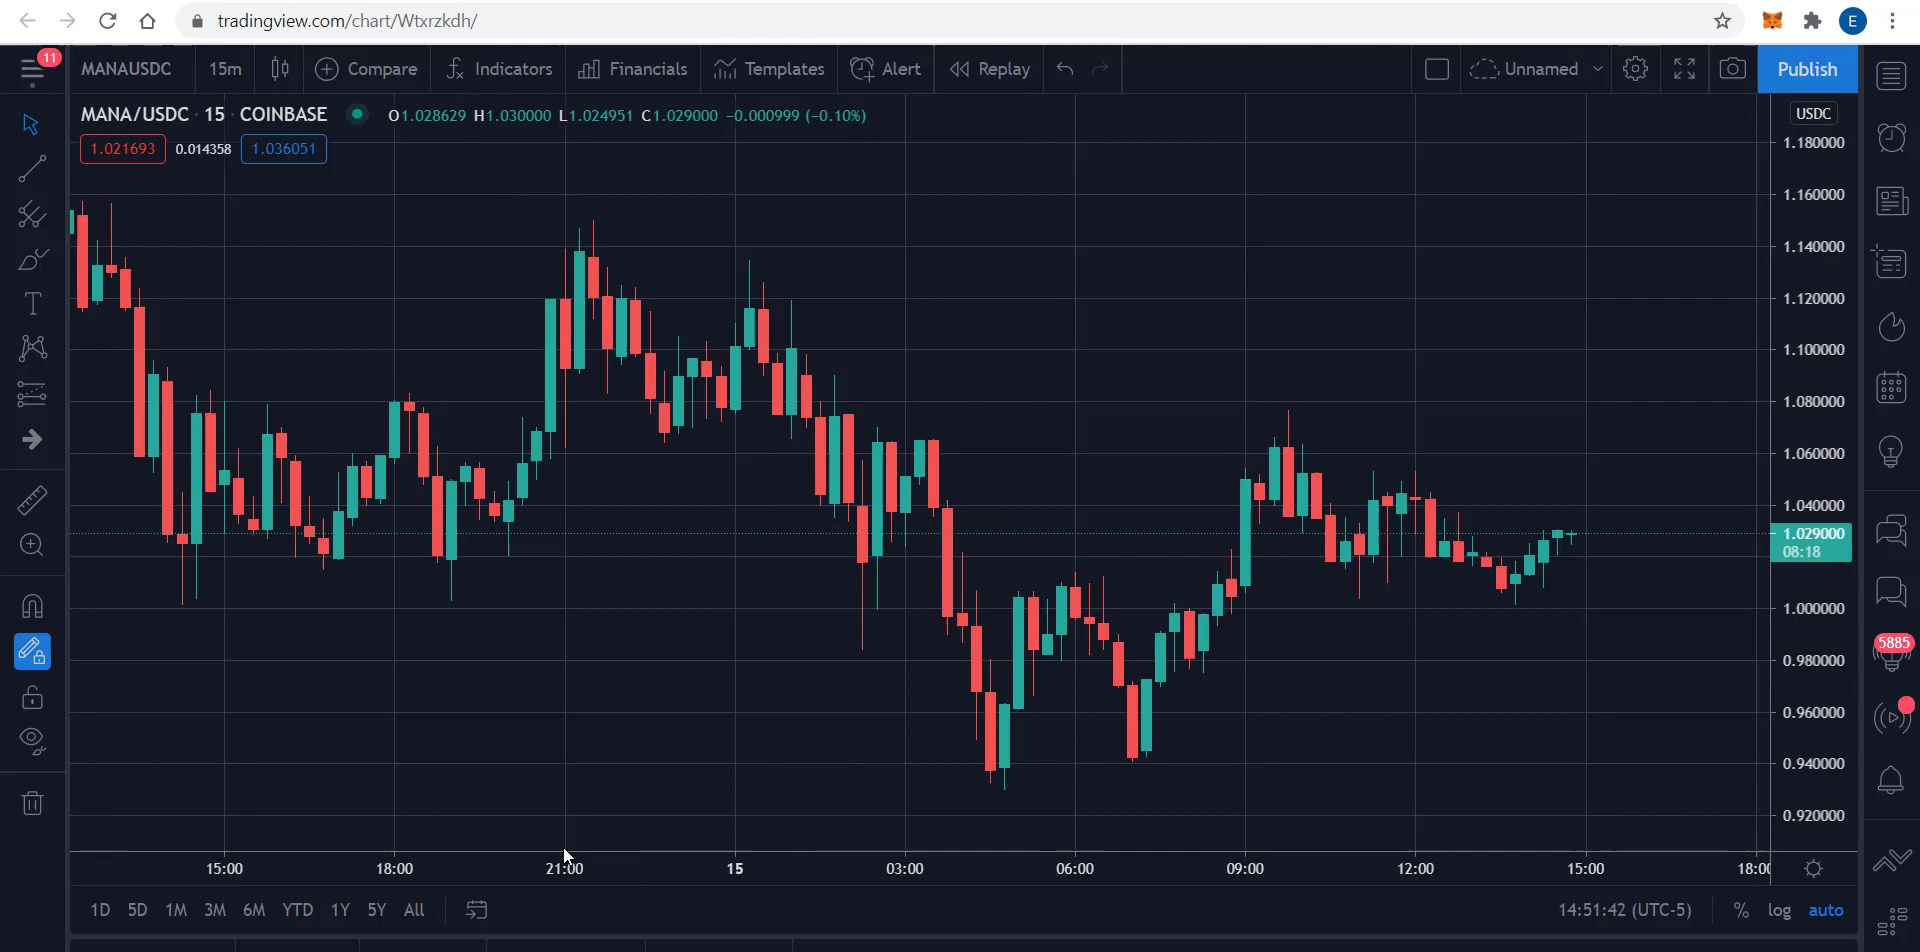 tradingview.com/chart/Wtxrzkdh/
E
11
MANAUSDC 15m Compare Indicators Financials Templates Alert Replay Unnamed Publish
MANA/USDC · 15 · COINBASE O1.028629 H1.030000 L1.024951 C1.029000 −0.000999 (−0.10%)
USDC
1.021693 0.014358 1.036051
1.180000
1.160000
1.140000
1.120000
1.100000
1.080000
1.060000
1.040000
1.029000
08:18
1.000000
0.980000
0.960000
0.940000
0.920000
5885
15:00 18:00 21:00 15 03:00 06:00 09:00 12:00 15:00 18:00
1D 5D 1M 3M 6M YTD 1Y 5Y All 14:51:42 (UTC-5) % log auto